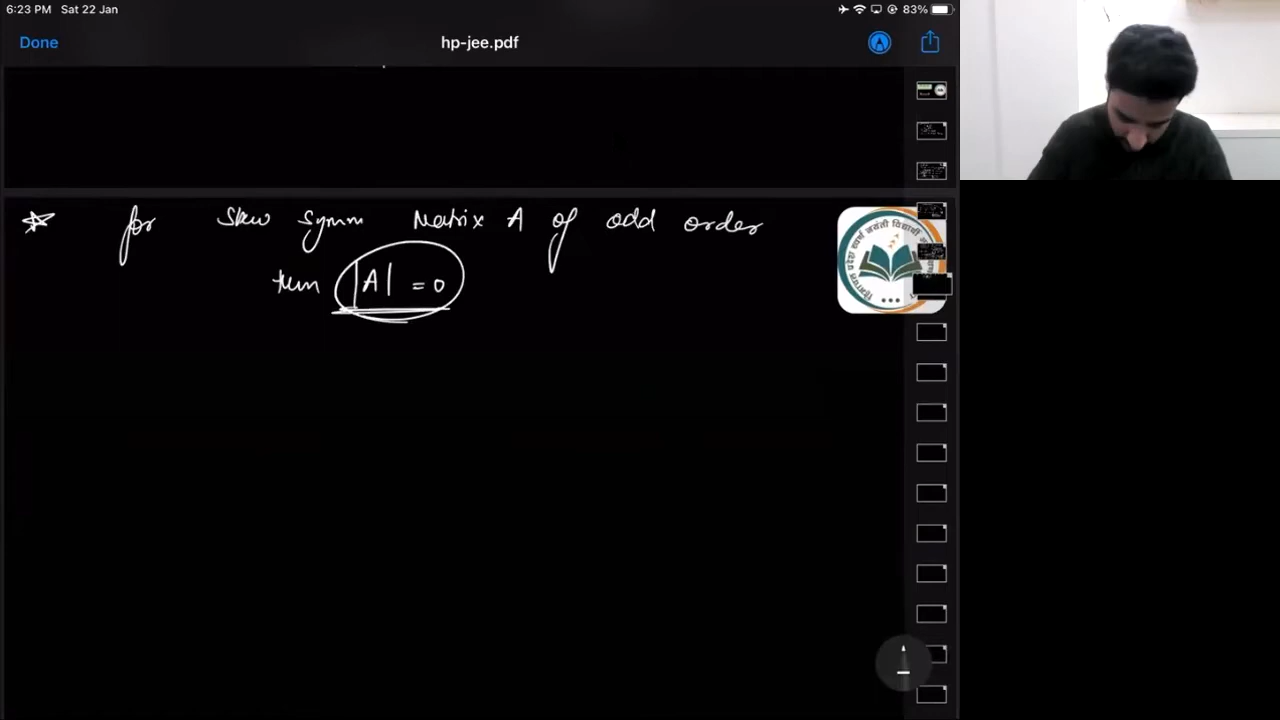 6:23 PM Sat 22 Jan
83%
Done
hp-jee.pdf
for skew symm Matrix A of odd order
then |A| = 0